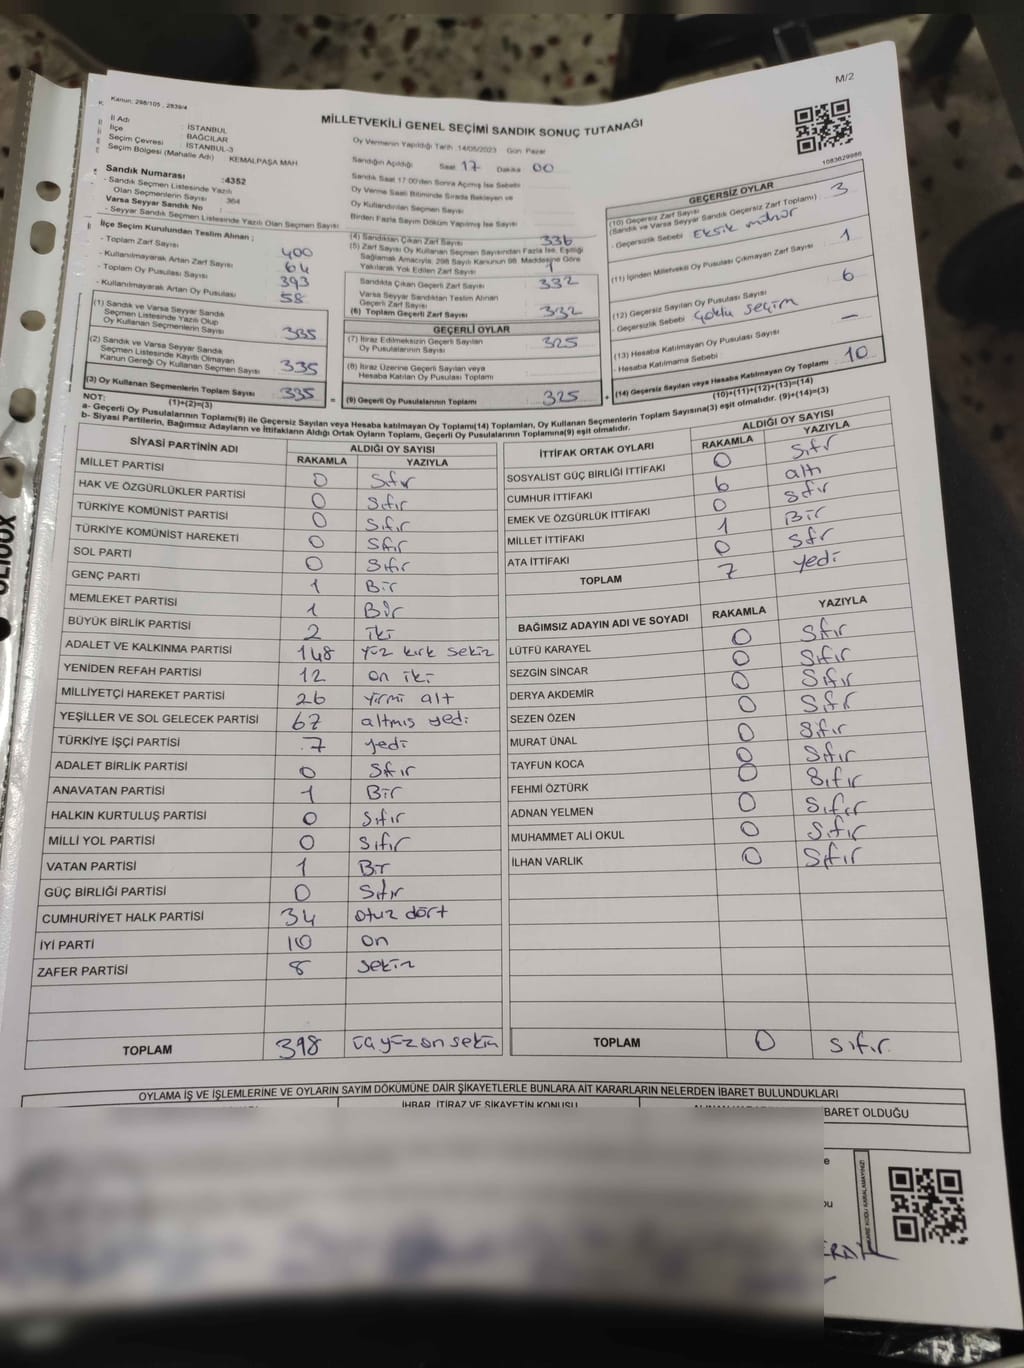 M/2
Kanun, 298/105 , 2839/4
MİLLETVEKİLİ GENEL SEÇİMİ SANDIK SONUÇ TUTANAĞI
İl Adı : İSTANBUL
İlçe : BAĞCILAR
Seçim Çevresi : İSTANBUL-3
Seçim Bölgesi (Mahalle Adı) KEMALPAŞA MAH
Sandık Numarası :4352
- Sandık Seçmen Listesinde Yazılı
Olan Seçmenlerin Sayısı 364
Varsa Seyyar Sandık No :
- Seyyar Sandık Seçmen Listesinde Yazılı Olan Seçmen Sayısı
Oy Vermenin Yapıldığı Tarih :14/05/2023 Gün: Pazar
Sandığın Açıldığı Saat 17 Dakika 00
Sandık Saat 17.00'den Sonra Açılmış İse Sebebi
Oy Verme Saati Bitiminde Sırada Bekleyen ve
Oy Kullandırılan Seçmen Sayısı
Birden Fazla Sayım Döküm Yapılmış İse Sayısı
1083629986
İlçe Seçim Kurulundan Teslim Alınan ;
- Toplam Zarf Sayısı 400
- Kullanılmayarak Artan Zarf Sayısı 64
- Toplam Oy Pusulası Sayısı 393
- Kullanılmayarak Artan Oy Pusulası 58
(1) Sandık ve Varsa Seyyar Sandık
Seçmen Listesinde Yazılı Olup
Oy Kullanan Seçmenlerin Sayısı 335
(2) Sandık ve Varsa Seyyar Sandık
Seçmen Listesinde Kayıtlı Olmayan
Kanun Gereği Oy Kullanan Seçmen Sayısı 335
(3) Oy Kullanan Seçmenlerin Toplam Sayısı 335
(1)+(2)=(3)
(4) Sandıktan Çıkan Zarf Sayısı 336
(5) Zarf Sayısı Oy Kullanan Seçmen Sayısından Fazla İse, Eşitliği
Sağlamak Amacıyla, 298 Sayılı Kanunun 98. Maddesine Göre
Yakılarak Yok Edilen Zarf Sayısı 1
Sandıkta Çıkan Geçerli Zarf Sayısı 332
Varsa Seyyar Sandıktan Teslim Alınan
Geçerli Zarf Sayısı
(6) Toplam Geçerli Zarf Sayısı 332
GEÇERLİ OYLAR
(7) İtiraz Edilmeksizin Geçerli Sayılan
Oy Pusulalarının Sayısı 325
(8) İtiraz Üzerine Geçerli Sayılan veya
Hesaba Katılan Oy Pusulası Toplamı
= (9) Geçerli Oy Pusulalarının Toplamı 325
GEÇERSİZ OYLAR
(10) Geçersiz Zarf Sayısı
(Sandık ve Varsa Seyyar Sandık Geçersiz Zarf Toplamı) 3
- Geçersizlik Sebebi Eksik mühür
(11) İçinden Milletvekili Oy Pusulası Çıkmayan Zarf Sayısı 1
(12) Geçersiz Sayılan Oy Pusulası Sayısı 6
- Geçersizlik Sebebi Çoklu seçim
(13) Hesaba Katılmayan Oy Pusulası Sayısı —
- Hesaba Katılmama Sebebi
+ (14) Geçersiz Sayılan veya Hesaba Katılmayan Oy Toplamı 10
(10)+(11)+(12)+(13)=(14)
NOT:
a- Geçerli Oy Pusulalarının Toplamı(9) ile Geçersiz Sayılan veya Hesaba katılmayan Oy Toplamı(14) Toplamları, Oy Kullanan Seçmenlerin Toplam Sayısına(3) eşit olmalıdır. (9)+(14)=(3)
b- Siyasi Partilerin, Bağımsız Adayların ve İttifakların Aldığı Ortak Oyların Toplamı, Geçerli Oy Pusulalarının Toplamına(9) eşit olmalıdır.
SİYASİ PARTİNİN ADI ALDIĞI OY SAYISI
RAKAMLA YAZIYLA
MİLLET PARTİSİ 0 Sıfır
HAK VE ÖZGÜRLÜKLER PARTİSİ 0 Sıfır
TÜRKİYE KOMÜNİST PARTİSİ 0 Sıfır
TÜRKİYE KOMÜNİST HAREKETİ 0 Sıfır
SOL PARTİ 0 Sıfır
GENÇ PARTİ 1 Bir
MEMLEKET PARTİSİ 1 Bir
BÜYÜK BİRLİK PARTİSİ 2 iki
ADALET VE KALKINMA PARTİSİ 148 yüz kırk sekiz
YENİDEN REFAH PARTİSİ 12 on iki
MİLLİYETÇİ HAREKET PARTİSİ 26 yirmi altı
YEŞİLLER VE SOL GELECEK PARTİSİ 67 altmış yedi
TÜRKİYE İŞÇİ PARTİSİ 7 yedi
ADALET BİRLİK PARTİSİ 0 Sıfır
ANAVATAN PARTİSİ 1 Bir
HALKIN KURTULUŞ PARTİSİ 0 Sıfır
MİLLİ YOL PARTİSİ 0 Sıfır
VATAN PARTİSİ 1 Bir
GÜÇ BİRLİĞİ PARTİSİ 0 Sıfır
CUMHURİYET HALK PARTİSİ 34 otuz dört
İYİ PARTİ 10 on
ZAFER PARTİSİ 8 sekiz
TOPLAM 318 üçyüzonsekiz
İTTİFAK ORTAK OYLARI ALDIĞI OY SAYISI
RAKAMLA YAZIYLA
SOSYALİST GÜÇ BİRLİĞİ İTTİFAKI 0 Sıfır
CUMHUR İTTİFAKI 6 altı
EMEK VE ÖZGÜRLÜK İTTİFAKI 0 Sıfır
MİLLET İTTİFAKI 1 Bir
ATA İTTİFAKI 0 Sıfır
TOPLAM 7 yedi
BAĞIMSIZ ADAYIN ADI VE SOYADI RAKAMLA YAZIYLA
LÜTFÜ KARAYEL 0 Sıfır
SEZGİN SİNCAR 0 Sıfır
DERYA AKDEMİR 0 Sıfır
SEZEN ÖZEN 0 Sıfır
MURAT ÜNAL 0 Sıfır
TAYFUN KOCA 0 Sıfır
FEHMİ ÖZTÜRK 0 Sıfır
ADNAN YELMEN 0 Sıfır
MUHAMMET ALİ OKUL 0 Sıfır
İLHAN VARLIK 0 Sıfır
TOPLAM 0 Sıfır
OYLAMA İŞ VE İŞLEMLERİNE VE OYLARIN SAYIM DÖKÜMÜNE DAİR ŞİKAYETLERLE BUNLARA AİT KARARLARIN NELERDEN İBARET BULUNDUKLARI
İHBAR, İTİRAZ VE ŞİKAYETİN KONUSU
BARET OLDUĞU